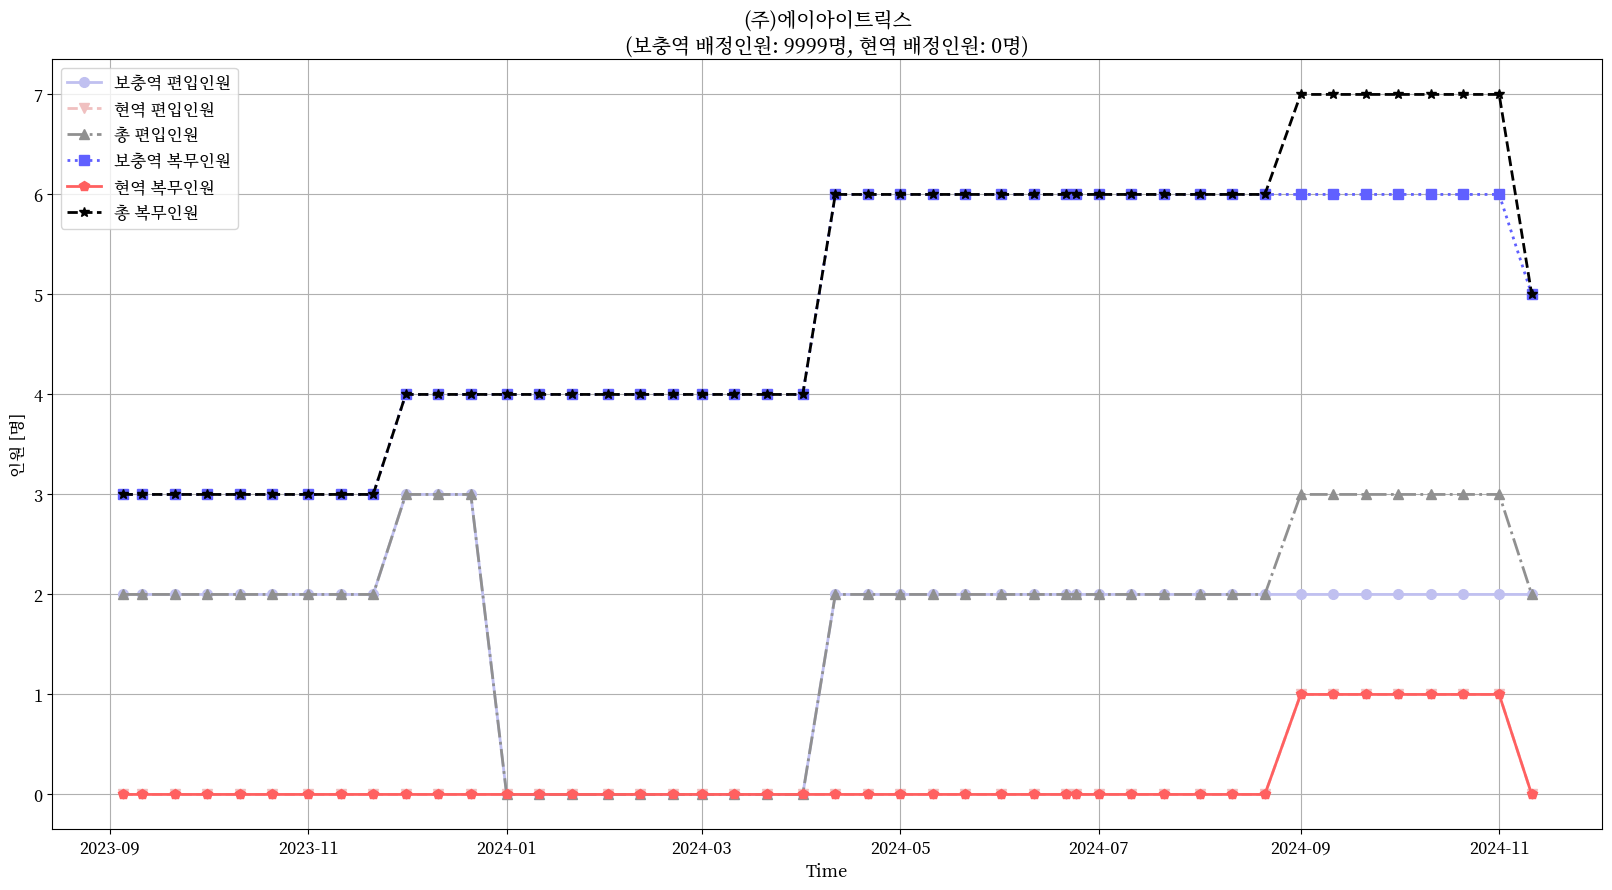 (주)에이아이트릭스
(보충역 배정인원: 9999명, 현역 배정인원: 0명)
보충역 편입인원
현역 편입인원
총 편입인원
보충역 복무인원
현역 복무인원
총 복무인원
7
6
5
4
3
2
1
0
인원 [명]
2023-09
2023-11
2024-01
2024-03
2024-05
2024-07
2024-09
2024-11
Time